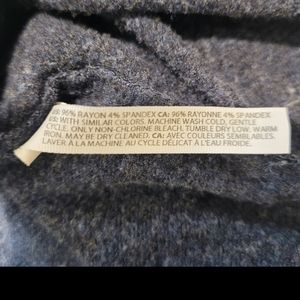 US: 96% RAYON 4% SPANDEX CA: 96% RAYONNE 4% SPANDEX
US: WITH SIMILAR COLORS. MACHINE WASH COLD, GENTLE
CYCLE. ONLY NON-CHLORINE BLEACH. TUMBLE DRY LOW. WARM
IRON. MAY BE DRY CLEANED. CA: AVEC COULEURS SEMBLABLES.
LAVER À LA MACHINE AU CYCLE DÉLICAT À L'EAU FROIDE.